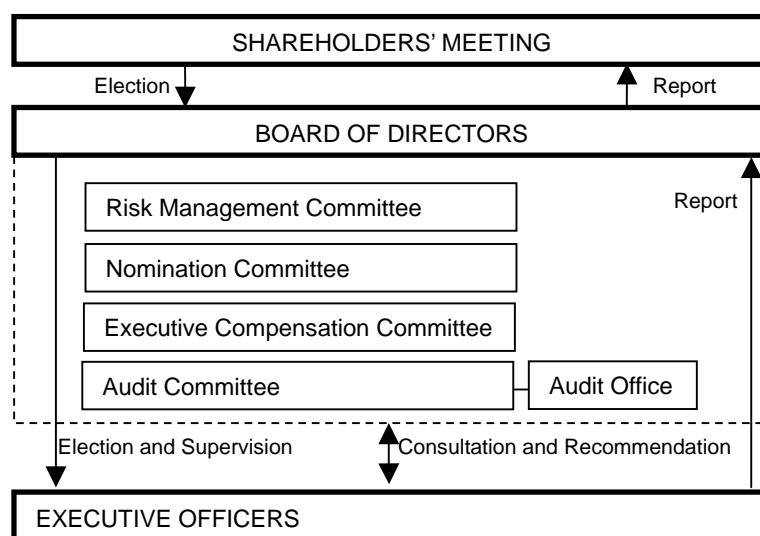 SHAREHOLDERS’ MEETING
Election
Report
BOARD OF DIRECTORS
Risk Management Committee
Report
Nomination Committee
Executive Compensation Committee
Audit Committee
Audit Office
Election and Supervision
Consultation and Recommendation
EXECUTIVE OFFICERS